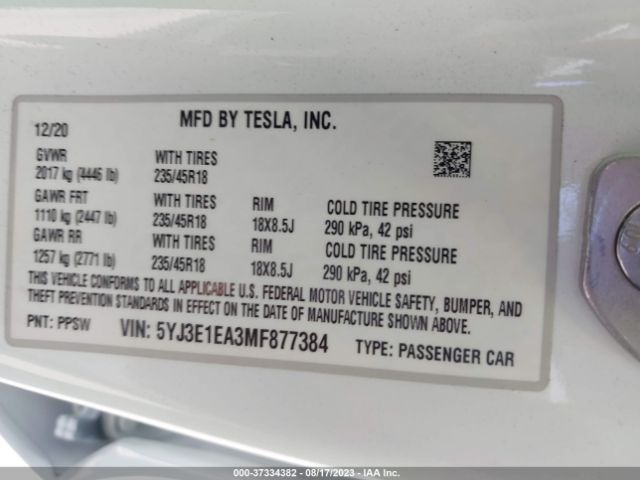 12/20 MFD BY TESLA, INC.
GVWR WITH TIRES
2017 kg (4446 lb) 235/45R18
GAWR FRT WITH TIRES RIM COLD TIRE PRESSURE
1110 kg (2447 lb) 235/45R18 18X8.5J 290 kPa, 42 psi
GAWR RR WITH TIRES RIM COLD TIRE PRESSURE
1257 kg (2771 lb) 235/45R18 18X8.5J 290 kPa, 42 psi
THIS VEHICLE CONFORMS TO ALL APPLICABLE U.S. FEDERAL MOTOR VEHICLE SAFETY, BUMPER, AND
THEFT PREVENTION STANDARDS IN EFFECT ON THE DATE OF MANUFACTURE SHOWN ABOVE.
PNT: PPSW VIN: 5YJ3E1EA3MF877384 TYPE: PASSENGER CAR
000-37334382 - 08/17/2023 - IAA Inc.